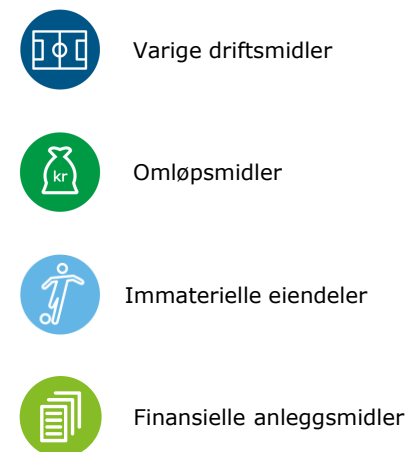 Varige driftsmidler
kr
Omløpsmidler
Immaterielle eiendeler
Finansielle anleggsmidler